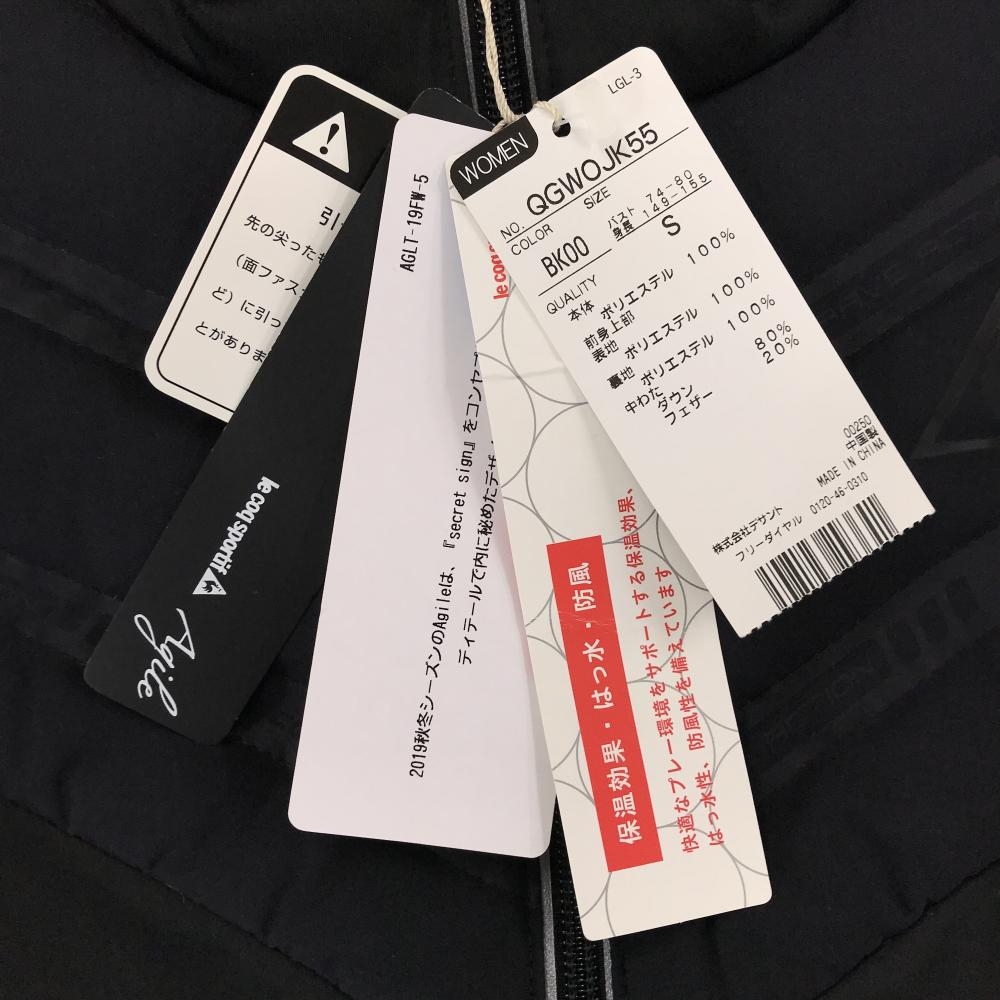 引
先の尖った
(面ファス
ど)に引っ
とがありま
le coq sportif
Agile
AGLT-19FW-5
2019秋冬シーズンのAgileは、『secret sign』をコンセプ
ディテールで内に秘めたデザ
le coq
保温効果・はっ水・防風
快適なプレー環境をサポートする保温効果、
はっ水性、防風性を備えています
WOMEN
LGL-3
NO. QGWOJK55
COLOR SIZE
BK00 バスト 74-80
身長 149-155
S
QUALITY
本体 ポリエステル 100%
前身上部
表地 ポリエステル 100%
裏地 ポリエステル 100%
中わた ダウン 80%
フェザー 20%
00250
中国製
MADE IN CHINA
株式会社デサント
フリーダイヤル 0120-46-0310